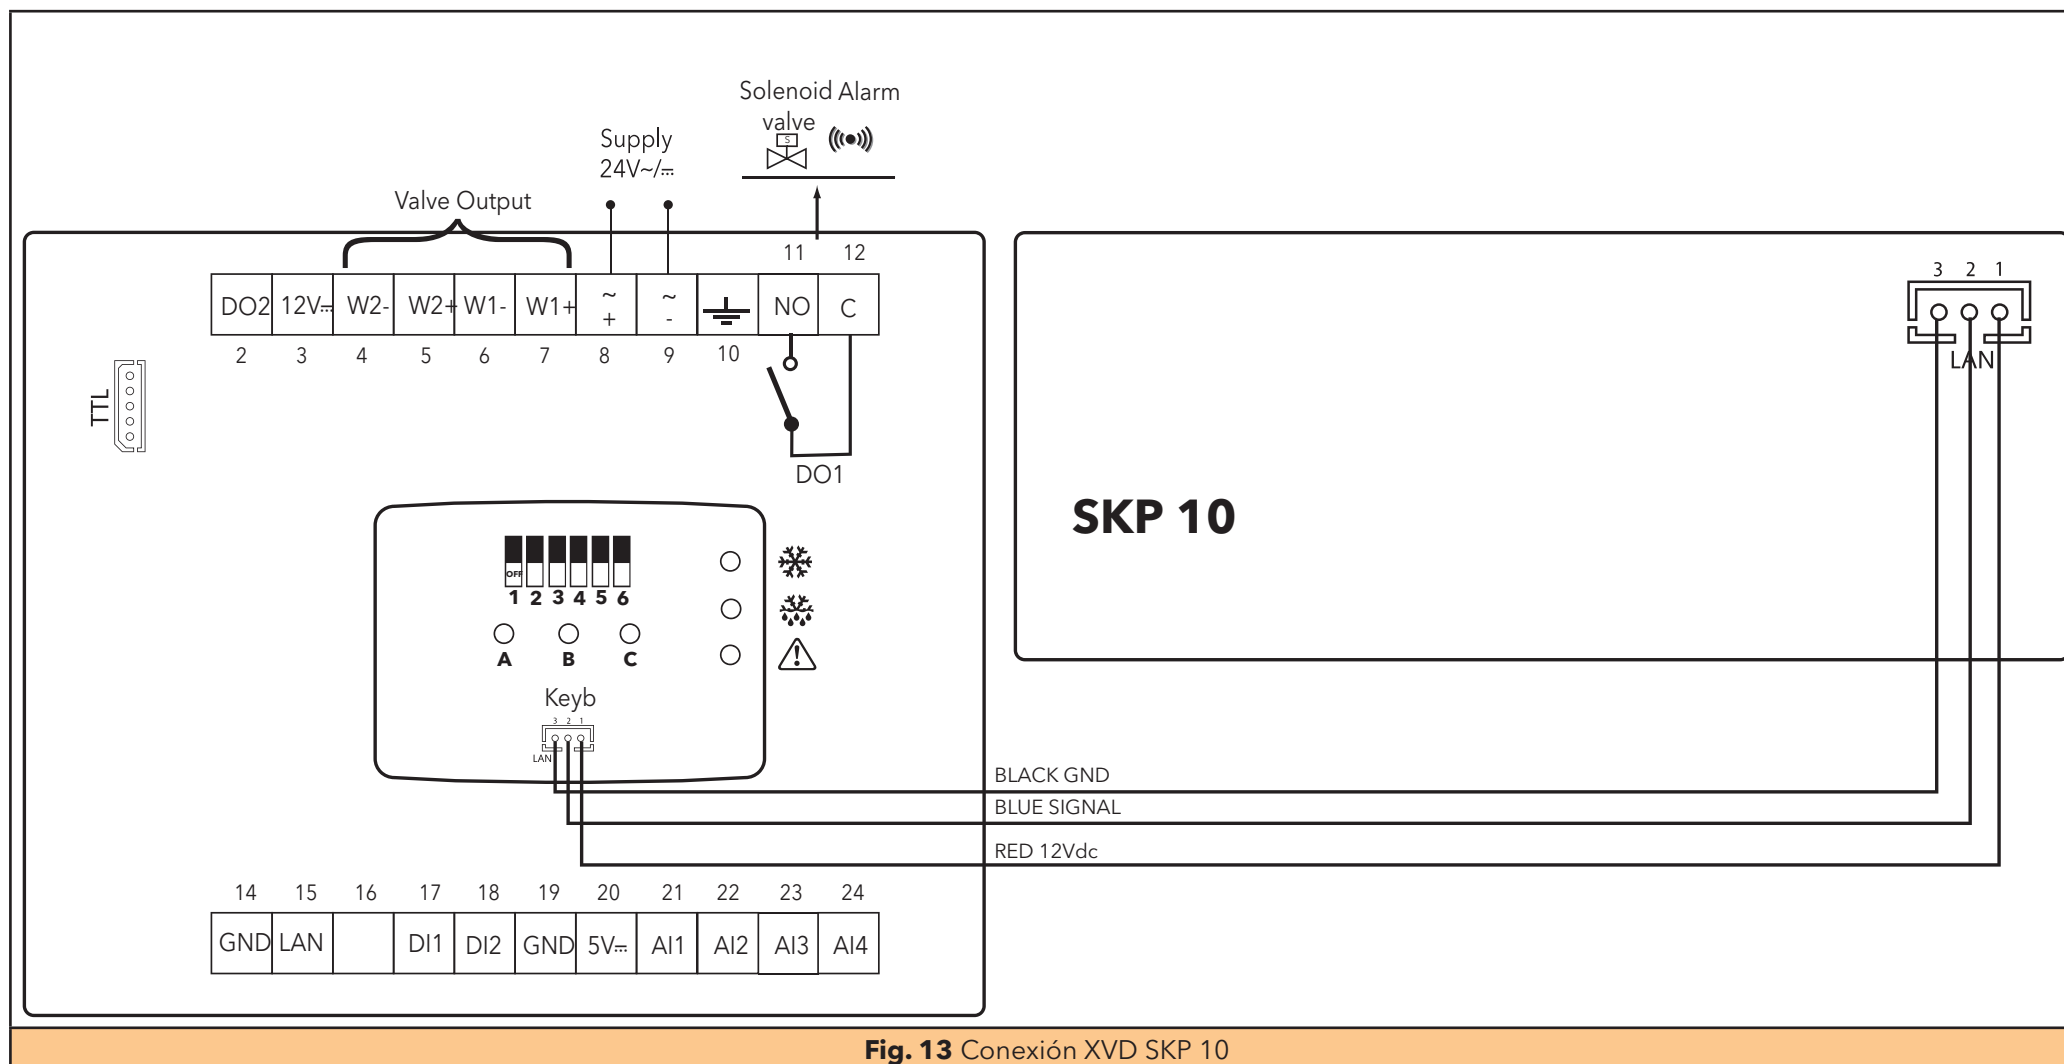 Solenoid Alarm
valve
S
Supply
24V~/⎓
Valve Output
11 12
DO2 12V⎓ W2- W2+ W1- W1+ ~ + ~ - NO C
2 3 4 5 6 7 8 9 10
TTL
DO1
OFF
1 2 3 4 5 6
A B C
Keyb
3 2 1
LAN
3 2 1
LAN
SKP 10
BLACK GND
BLUE SIGNAL
RED 12Vdc
14 15 16 17 18 19 20 21 22 23 24
GND LAN DI1 DI2 GND 5V⎓ AI1 AI2 AI3 AI4
Fig. 13 Conexión XVD SKP 10